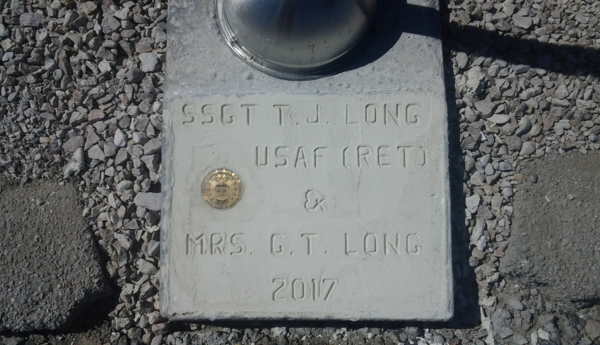 SSGT T.J. LONG
USAF (RET)
&
MRS. G.T. LONG
2017